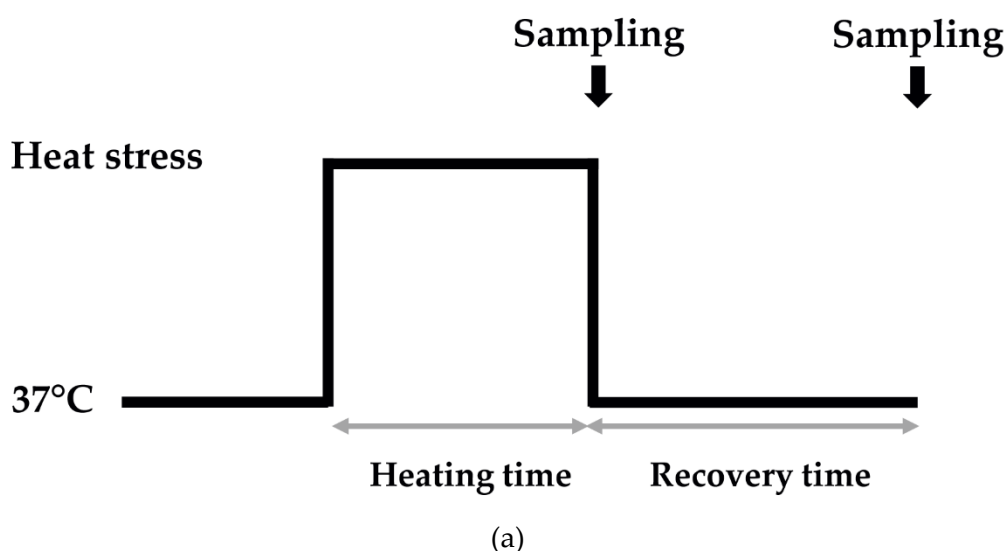 Sampling Sampling
Heat stress
37°C
Heating time Recovery time
(a)